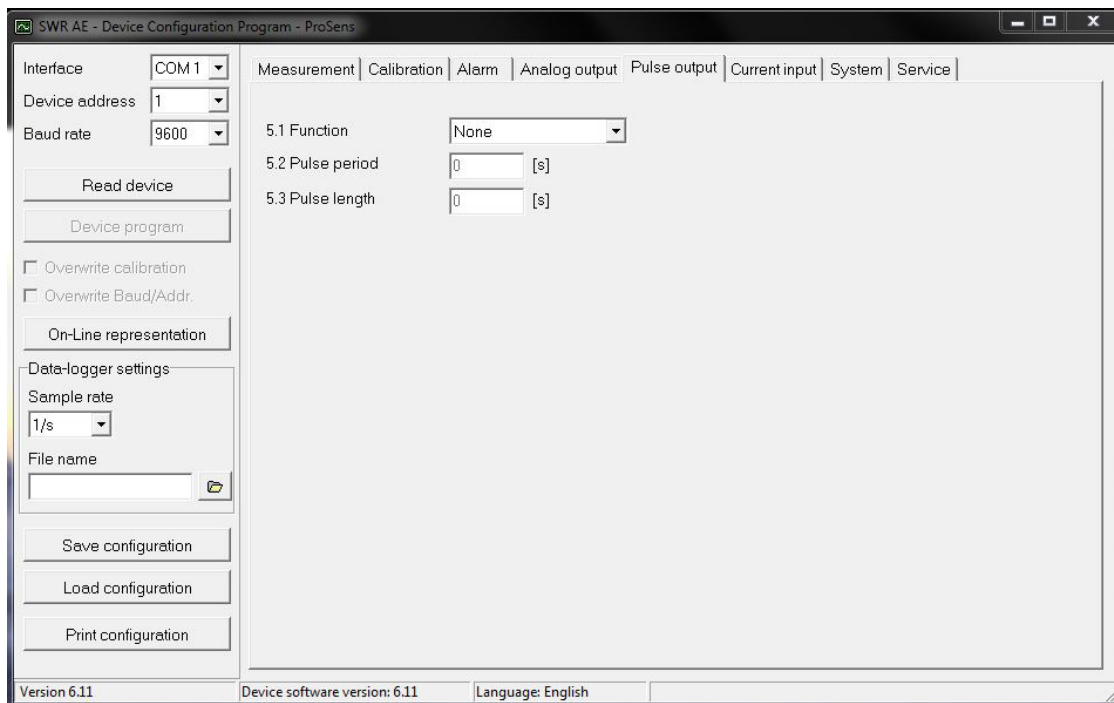 SWR AE - Device Configuration Program - ProSens
Interface
COM 1
Device address
1
Baud rate
9600
Read device
Device program
Overwrite calibration
Overwrite Baud/Addr.
On-Line representation
Data-logger settings
Sample rate
1/s
File name
Save configuration
Load configuration
Print configuration
Measurement
Calibration
Alarm
Analog output
Pulse output
Current input
System
Service
5.1 Function
None
5.2 Pulse period
0
[s]
5.3 Pulse length
0
[s]
Version 6.11
Device software version: 6.11
Language: English